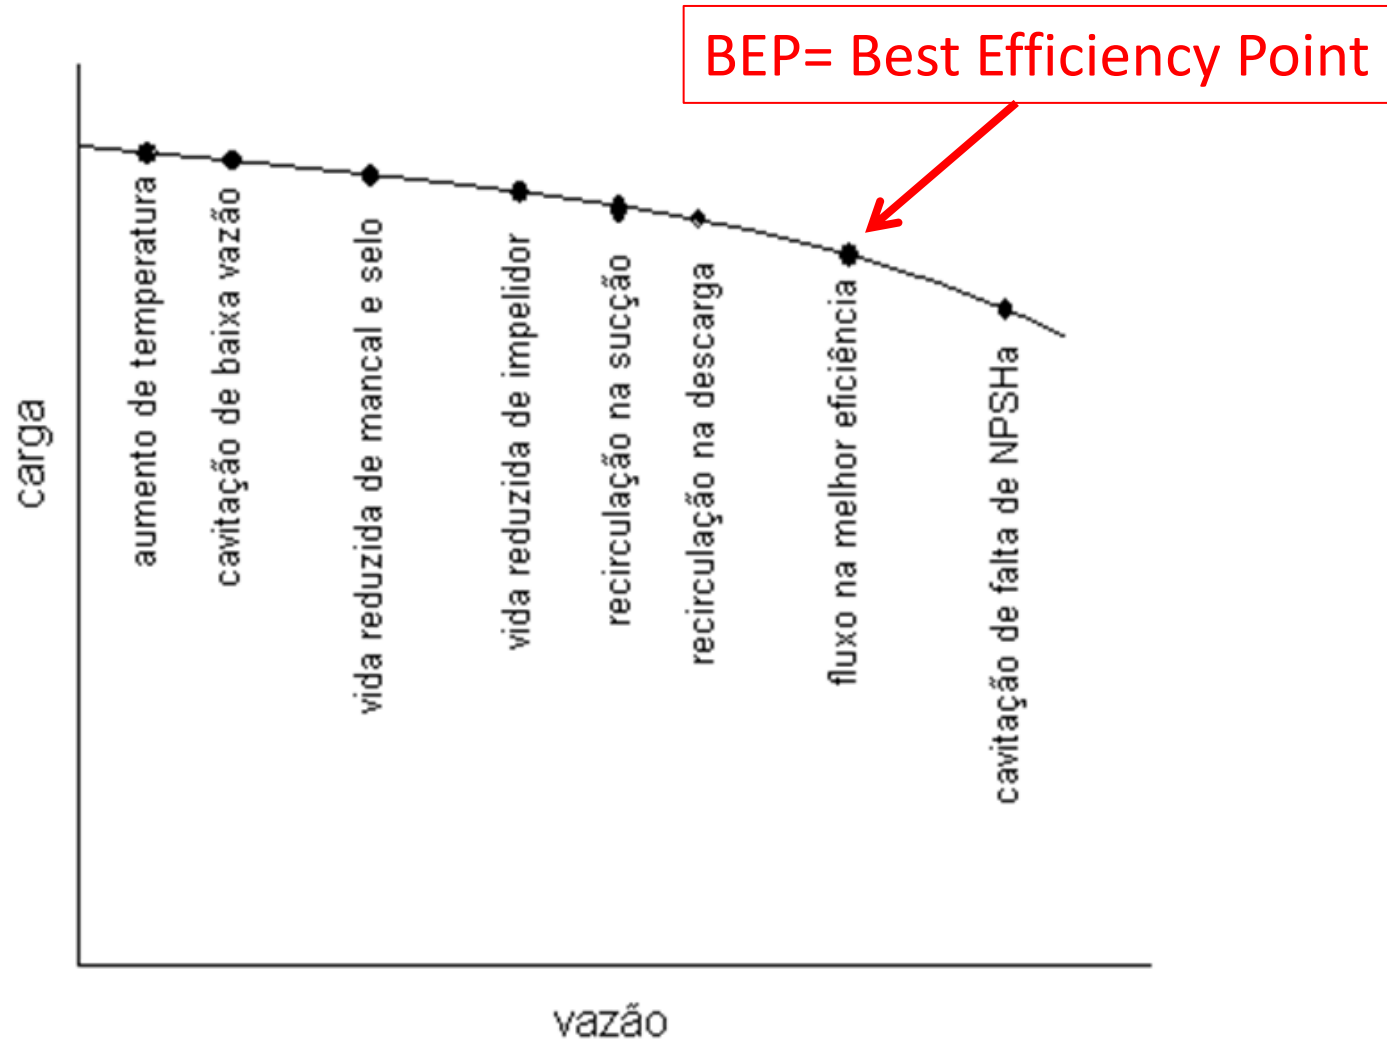 BEP= Best Efficiency Point
carga
aumento de temperatura
cavitação de baixa vazão
vida reduzida de mancal e selo
vida reduzida de impelidor
recirculação na sucção
recirculação na descarga
fluxo na melhor eficiência
cavitação de falta de NPSHa
vazão